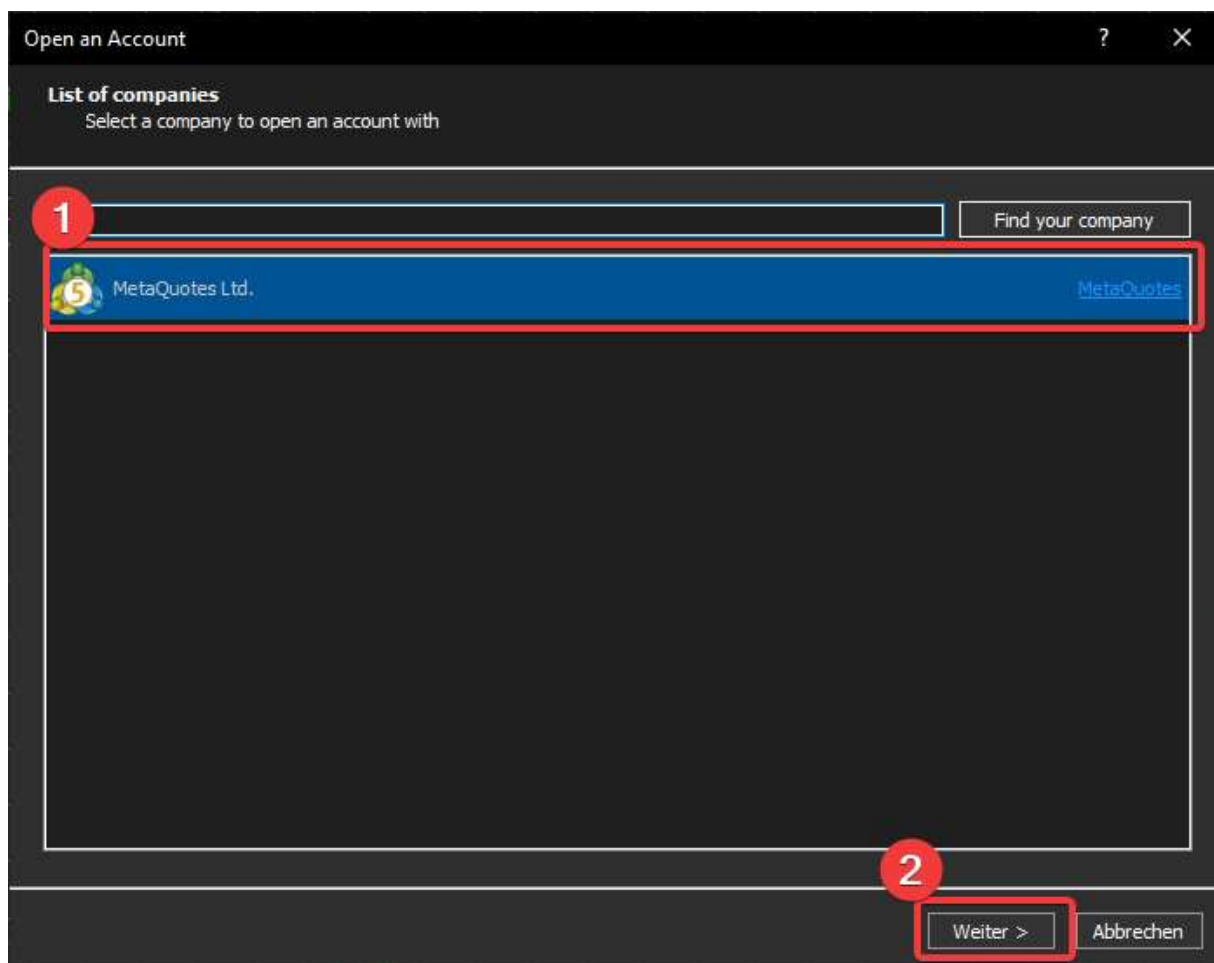 Open an Account
?
List of companies
Select a company to open an account with
1
Find your company
5
MetaQuotes Ltd.
MetaQuotes
2
Weiter >
Abbrechen